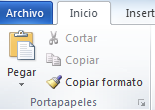 Archivo Inicio Insert
Cortar
Copiar
Pegar
Copiar formato
Portapapeles